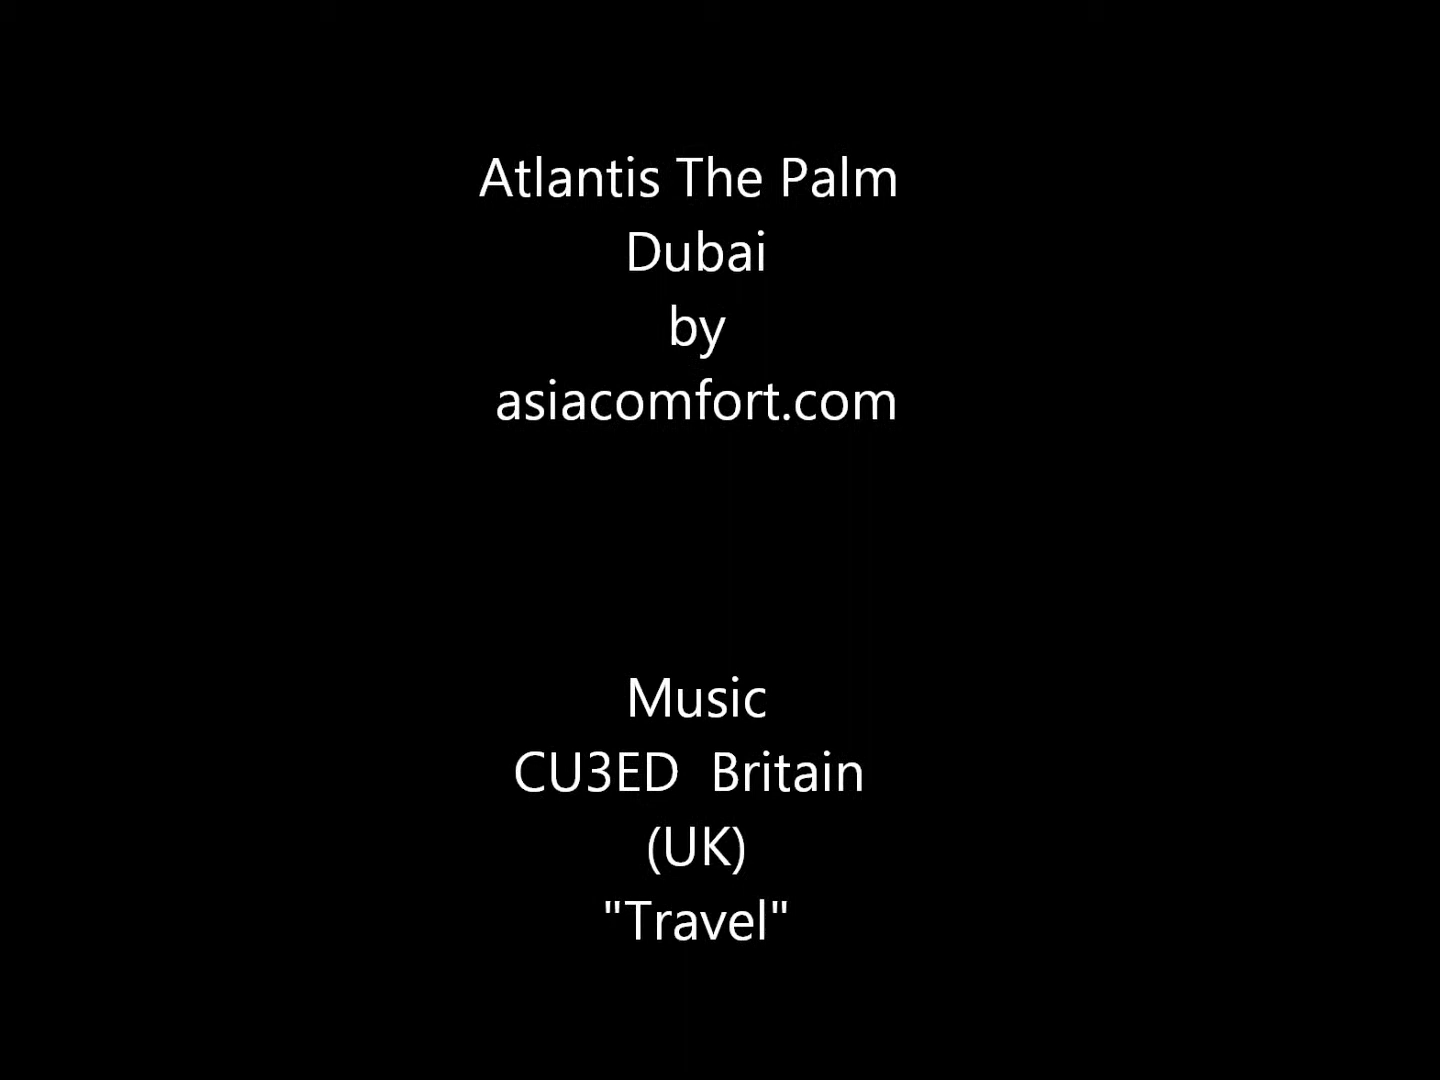 Atlantis The Palm
Dubai
by
asiacomfort.com
Music
CU3ED  Britain
(UK)
"Travel"